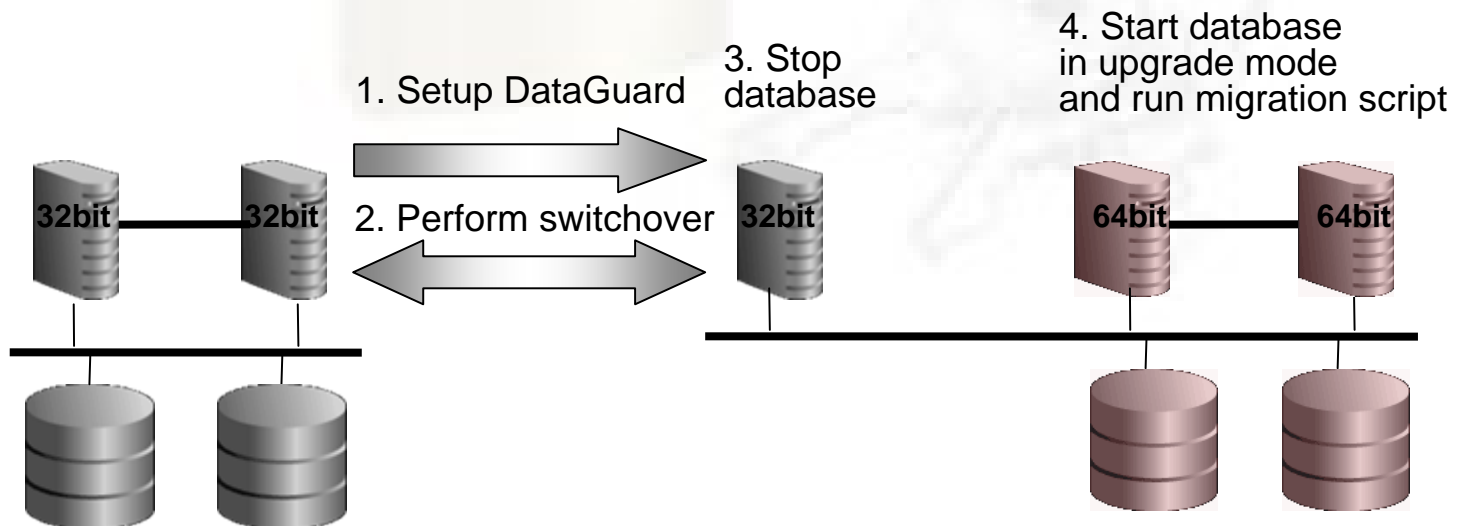 1. Setup DataGuard
2. Perform switchover
3. Stop
database
4. Start database
in upgrade mode
and run migration script
32bit
32bit
32bit
64bit
64bit